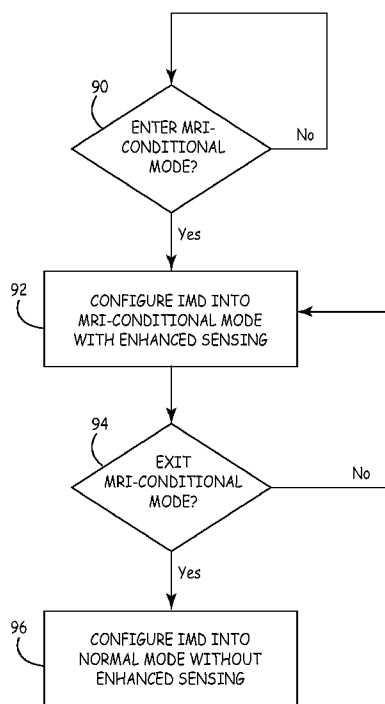 90
ENTER MRI-
CONDITIONAL
MODE?
No
Yes
92
CONFIGURE IMD INTO
MRI-CONDITIONAL MODE
WITH ENHANCED SENSING
94
EXIT
MRI-CONDITIONAL
MODE?
No
Yes
96
CONFIGURE IMD INTO
NORMAL MODE WITHOUT
ENHANCED SENSING